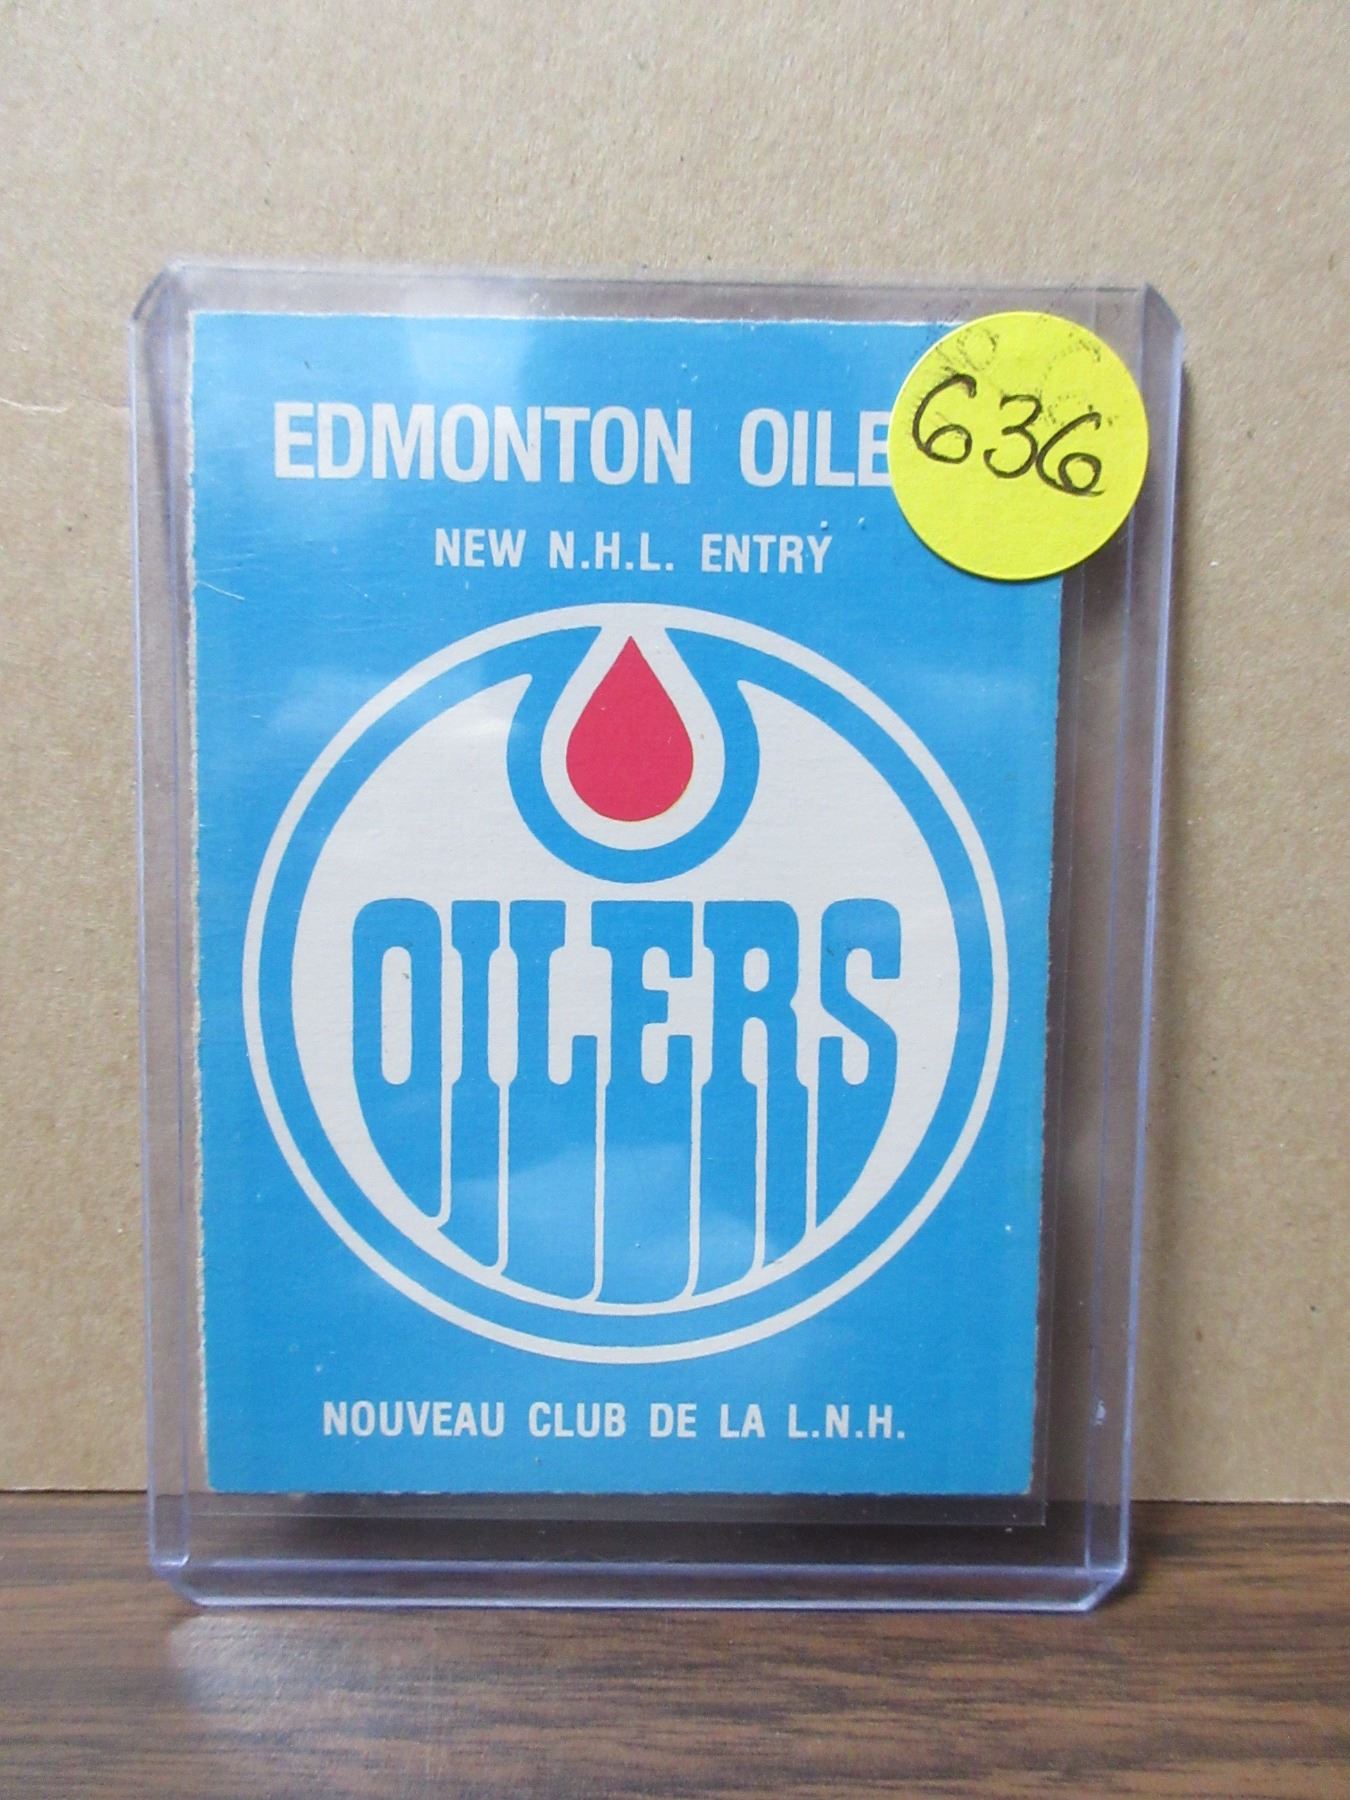 EDMONTON OILE
636
NEW N.H.L. ENTRY
OILERS
NOUVEAU CLUB DE LA L.N.H.